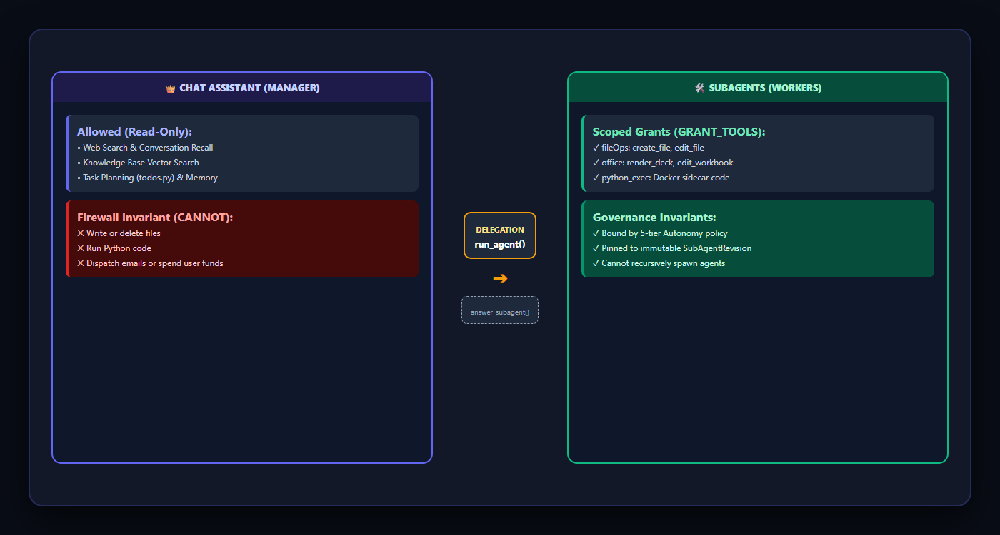 👑 CHAT ASSISTANT (MANAGER)
Allowed (Read-Only):
• Web Search & Conversation Recall
• Knowledge Base Vector Search
• Task Planning (todos.py) & Memory
Firewall Invariant (CANNOT):
✕ Write or delete files
✕ Run Python code
✕ Dispatch emails or spend user funds
DELEGATION
run_agent()
➔
answer_subagent()
🛠 SUBAGENTS (WORKERS)
Scoped Grants (GRANT_TOOLS):
✓ fileOps: create_file, edit_file
✓ office: render_deck, edit_workbook
✓ python_exec: Docker sidecar code
Governance Invariants:
✓ Bound by 5-tier Autonomy policy
✓ Pinned to immutable SubAgentRevision
✓ Cannot recursively spawn agents